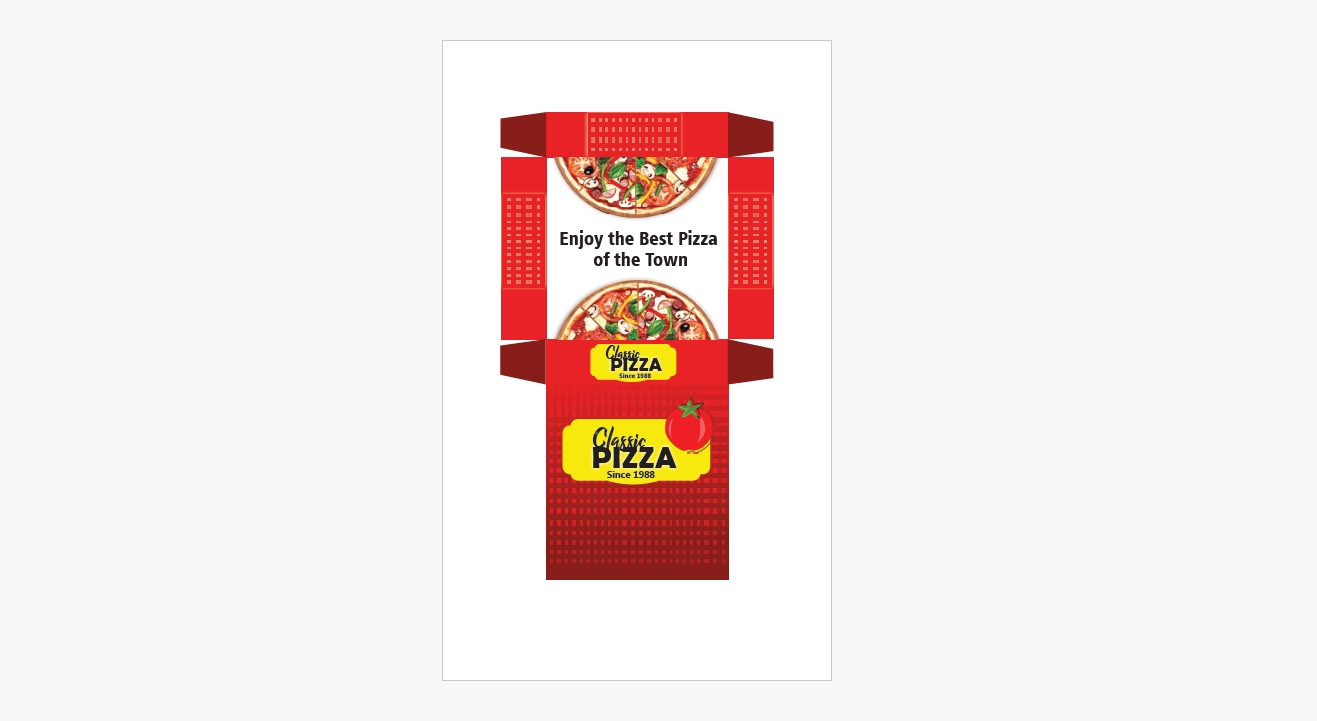 Enjoy the Best Pizza
of the Town
Classic
PIZZA
Since 1988
Classic
PIZZA
Since 1988